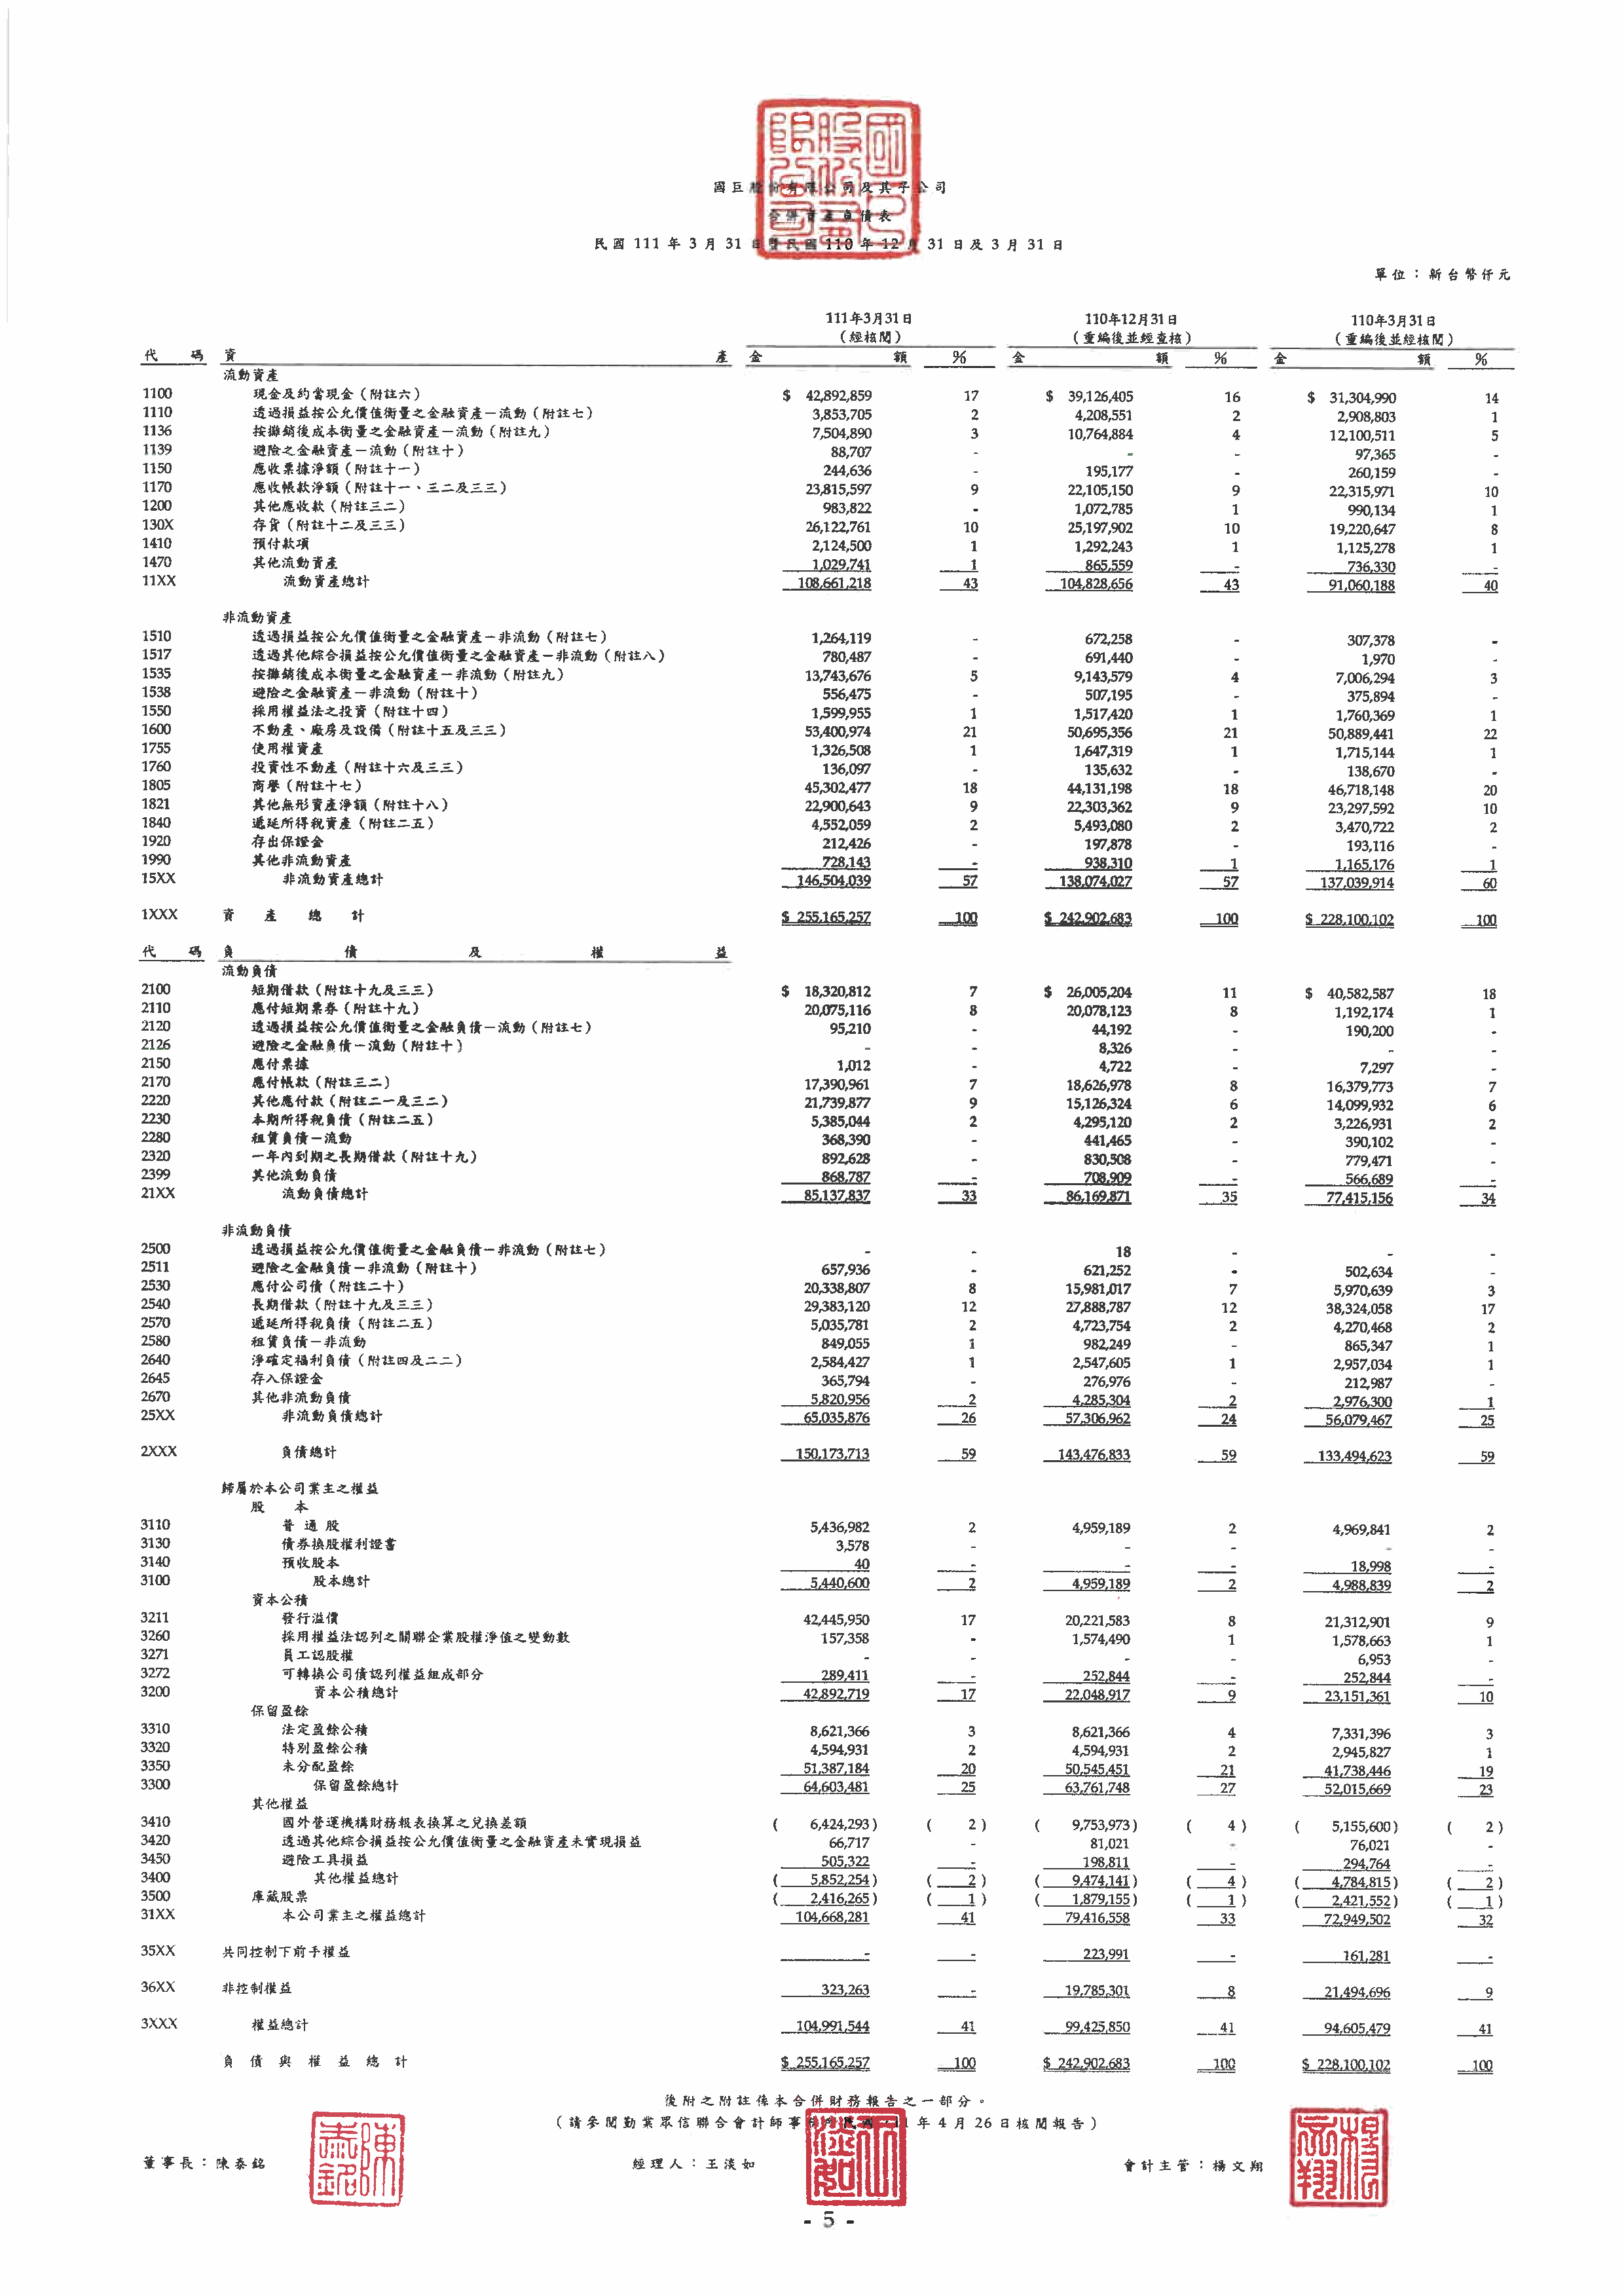 國巨股份有限公司及其子公司
合併資產負債表
民國 111 年 3 月 31 日暨民國 110 年 12 月 31 日及 3 月 31 日
單位：新台幣仟元
111年3月31日 110年12月31日 110年3月31日
（經核閱） （重編後並經查核） （重編後並經核閱）
代 碼 資 產 金 額 % 金 額 % 金 額 %
流動資產
1100 現金及約當現金（附註六） $ 42,892,859 17 $ 39,126,405 16 $ 31,304,990 14
1110 透過損益按公允價值衡量之金融資產－流動（附註七） 3,853,705 2 4,208,551 2 2,908,803 1
1136 按攤銷後成本衡量之金融資產－流動（附註九） 7,504,890 3 10,764,884 4 12,100,511 5
1139 避險之金融資產－流動（附註十） 88,707 - - - 97,365 -
1150 應收票據淨額（附註十一） 244,636 - 195,177 - 260,159 -
1170 應收帳款淨額（附註十一、三二及三三） 23,815,597 9 22,105,150 9 22,315,971 10
1200 其他應收款（附註三二） 983,822 - 1,072,785 1 990,134 1
130X 存貨（附註十二及三三） 26,122,761 10 25,197,902 10 19,220,647 8
1410 預付款項 2,124,500 1 1,292,243 1 1,125,278 1
1470 其他流動資產 1,029,741 1 865,559 - 736,330 -
11XX 流動資產總計 108,661,218 43 104,828,656 43 91,060,188 40
非流動資產
1510 透過損益按公允價值衡量之金融資產－非流動（附註七） 1,264,119 - 672,258 - 307,378 -
1517 透過其他綜合損益按公允價值衡量之金融資產－非流動（附註八） 780,487 - 691,440 - 1,970 -
1535 按攤銷後成本衡量之金融資產－非流動（附註九） 13,743,676 5 9,143,579 4 7,006,294 3
1538 避險之金融資產－非流動（附註十） 556,475 - 507,195 - 375,894 -
1550 採用權益法之投資（附註十四） 1,599,955 1 1,517,420 1 1,760,369 1
1600 不動產、廠房及設備（附註十五及三三） 53,400,974 21 50,695,356 21 50,889,441 22
1755 使用權資產 1,326,508 1 1,647,319 1 1,715,144 1
1760 投資性不動產（附註十六及三三） 136,097 - 135,632 - 138,670 -
1805 商譽（附註十七） 45,302,477 18 44,131,198 18 46,718,148 20
1821 其他無形資產淨額（附註十八） 22,900,643 9 22,303,362 9 23,297,592 10
1840 遞延所得稅資產（附註二五） 4,552,059 2 5,493,080 2 3,470,722 2
1920 存出保證金 212,426 - 197,878 - 193,116 -
1990 其他非流動資產 728,143 - 938,310 1 1,165,176 1
15XX 非流動資產總計 146,504,039 57 138,074,027 57 137,039,914 60
1XXX 資 產 總 計 $ 255,165,257 100 $ 242,902,683 100 $ 228,100,102 100
代 碼 負 債 及 權 益
流動負債
2100 短期借款（附註十九及三三） $ 18,320,812 7 $ 26,005,204 11 $ 40,582,587 18
2110 應付短期票券（附註十九） 20,075,116 8 20,078,123 8 1,192,174 1
2120 透過損益按公允價值衡量之金融負債－流動（附註七） 95,210 - 44,192 - 190,200 -
2126 避險之金融負債－流動（附註十） - - 8,326 - - -
2150 應付票據 1,012 - 4,722 - 7,297 -
2170 應付帳款（附註三二） 17,390,961 7 18,626,978 8 16,379,773 7
2220 其他應付款（附註二一及三二） 21,739,877 9 15,126,324 6 14,099,932 6
2230 本期所得稅負債（附註二五） 5,385,044 2 4,295,120 2 3,226,931 2
2280 租賃負債－流動 368,390 - 441,465 - 390,102 -
2320 一年內到期之長期借款（附註十九） 892,628 - 830,508 - 779,471 -
2399 其他流動負債 868,787 - 708,909 - 566,689 -
21XX 流動負債總計 85,137,837 33 86,169,871 35 77,415,156 34
非流動負債
2500 透過損益按公允價值衡量之金融負債－非流動（附註七） - - 18 - - -
2511 避險之金融負債－非流動（附註十） 657,936 - 621,252 - 502,634 -
2530 應付公司債（附註二十） 20,338,807 8 15,981,017 7 5,970,639 3
2540 長期借款（附註十九及三三） 29,383,120 12 27,888,787 12 38,324,058 17
2570 遞延所得稅負債（附註二五） 5,035,781 2 4,723,754 2 4,270,468 2
2580 租賃負債－非流動 849,055 1 982,249 - 865,347 1
2640 淨確定福利負債（附註四及二二） 2,584,427 1 2,547,605 1 2,957,034 1
2645 存入保證金 365,794 - 276,976 - 212,987 -
2670 其他非流動負債 5,820,956 2 4,285,304 2 2,976,300 1
25XX 非流動負債總計 65,035,876 26 57,306,962 24 56,079,467 25
2XXX 負債總計 150,173,713 59 143,476,833 59 133,494,623 59
歸屬於本公司業主之權益
股 本
3110 普 通 股 5,436,982 2 4,959,189 2 4,969,841 2
3130 債券換股權利證書 3,578 - - - - -
3140 預收股本 40 - - - 18,998 -
3100 股本總計 5,440,600 2 4,959,189 2 4,988,839 2
資本公積
3211 發行溢價 42,445,950 17 20,221,583 8 21,312,901 9
3260 採用權益法認列之關聯企業股權淨值之變動數 157,358 - 1,574,490 1 1,578,663 1
3271 員工認股權 - - - - 6,953 -
3272 可轉換公司債認列權益組成部分 289,411 - 252,844 - 252,844 -
3200 資本公積總計 42,892,719 17 22,048,917 9 23,151,361 10
保留盈餘
3310 法定盈餘公積 8,621,366 3 8,621,366 4 7,331,396 3
3320 特別盈餘公積 4,594,931 2 4,594,931 2 2,945,827 1
3350 未分配盈餘 51,387,184 20 50,545,451 21 41,738,446 19
3300 保留盈餘總計 64,603,481 25 63,761,748 27 52,015,669 23
其他權益
3410 國外營運機構財務報表換算之兌換差額 ( 6,424,293) ( 2) ( 9,753,973) ( 4) ( 5,155,600) ( 2)
3420 透過其他綜合損益按公允價值衡量之金融資產未實現損益 66,717 - 81,021 - 76,021 -
3450 避險工具損益 505,322 - 198,811 - 294,764 -
3400 其他權益總計 ( 5,852,254) ( 2) ( 9,474,141) ( 4) ( 4,784,815) ( 2)
3500 庫藏股票 ( 2,416,265) ( 1) ( 1,879,155) ( 1) ( 2,421,552) ( 1)
31XX 本公司業主之權益總計 104,668,281 41 79,416,558 33 72,949,502 32
35XX 共同控制下前手權益 - - 223,991 - 161,281 -
36XX 非控制權益 323,263 - 19,785,301 8 21,494,696 9
3XXX 權益總計 104,991,544 41 99,425,850 41 94,605,479 41
負 債 與 權 益 總 計 $ 255,165,257 100 $ 242,902,683 100 $ 228,100,102 100
後附之附註係本合併財務報告之一部分。
（請參閱勤業眾信聯合會計師事務所民國 111 年 4 月 26 日核閱報告）
董事長：陳泰銘 經理人：王淡如 會計主管：楊文翔
- 5 -